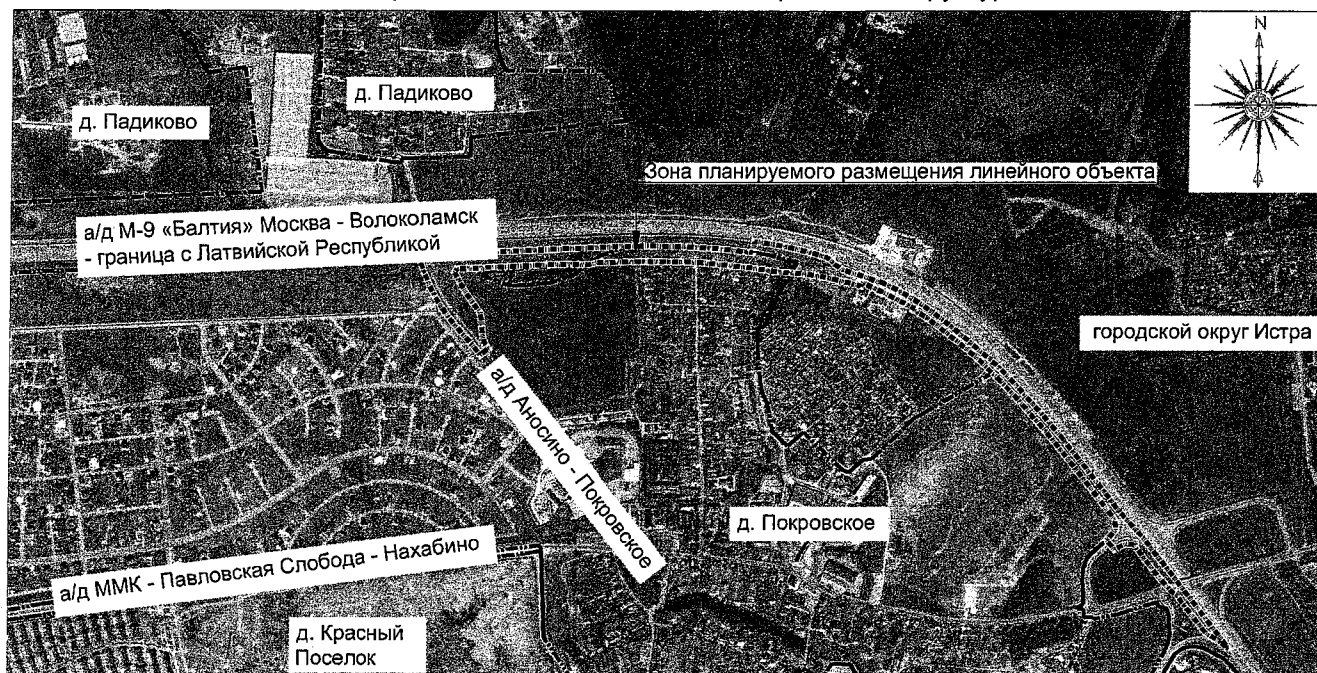 N
д. Падиково
д. Падиково
Зона планируемого размещения линейного объекта
а/д М-9 «Балтия» Москва - Волоколамск
- граница с Латвийской Республикой
городской округ Истра
а/д Аносино - Покровское
д. Покровское
а/д ММК - Павловская Слобода - Нахабино
д. Красный
Поселок